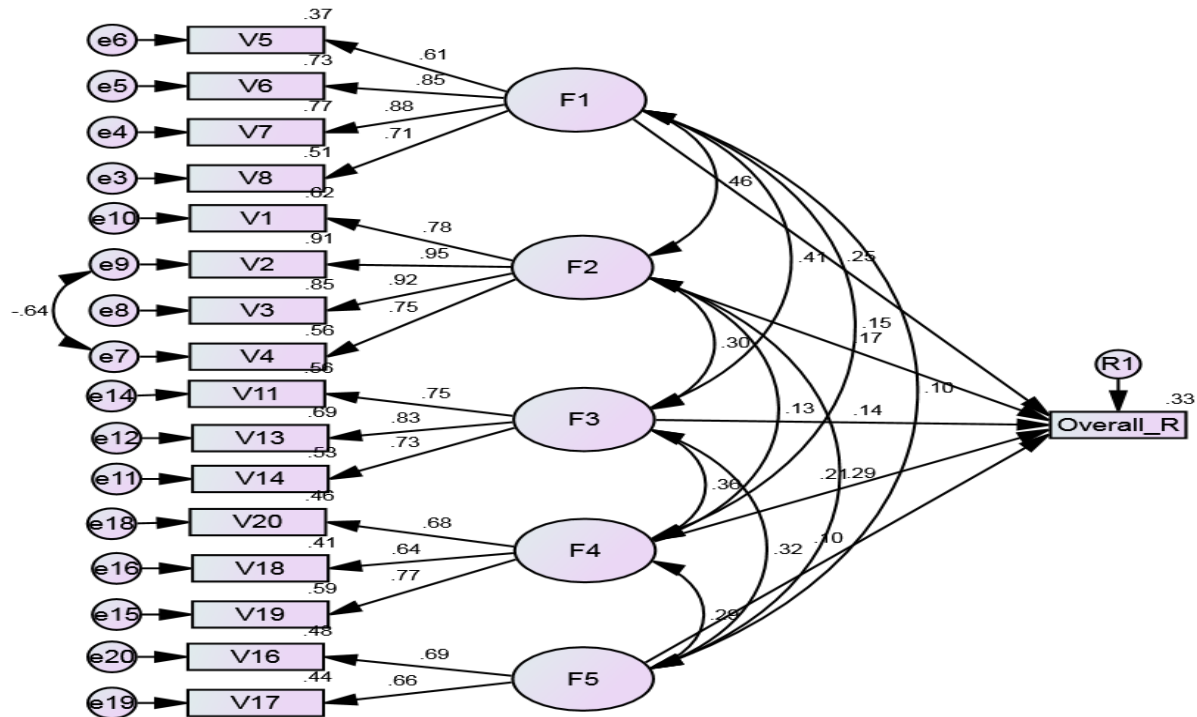 .37
e6 V5 .61
.73
e5 V6 .85 F1
.77
e4 V7 .88
.71
.51
e3 V8
.62
.46
e10 V1 .78
.91
e9 V2 .95 F2 .41 .25
.85
e8 V3 .92
-.64 .75 .15
.56 .17
e7 V4 .30 R1
.56
e14 V11 .75 .10 .33
.69
e12 V13 .83 F3 .13 .14 Overall_R
.53 .73
e11 V14
.46 .36 .21 .29
e18 V20 .68
.41 .64 F4 .32 .10
e16 V18
.59 .77
e15 V19 .29
.48
e20 V16 .69
.44 .66 F5
e19 V17